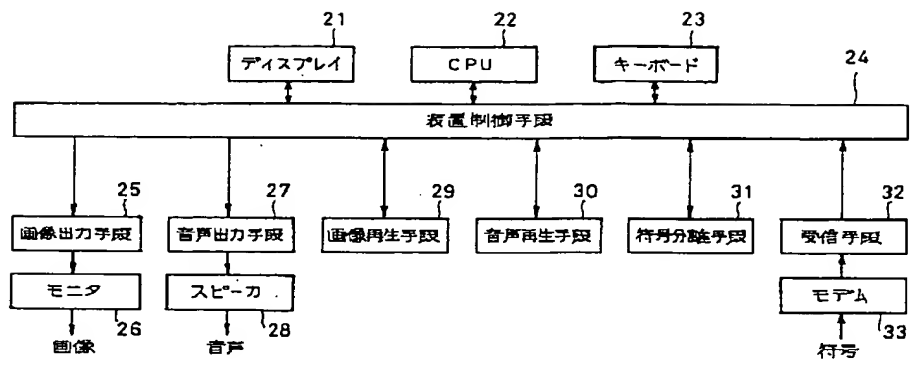 21 22 23
ディスプレイ CPU キーボード 24
装置制御手段
25 27 29 30 31 32
画像出力手段 音声出力手段 画像再生手段 音声再生手段 符号分離手段 受信手段
モニタ スピーカ モデム
26 28 33
画像 音声 符号